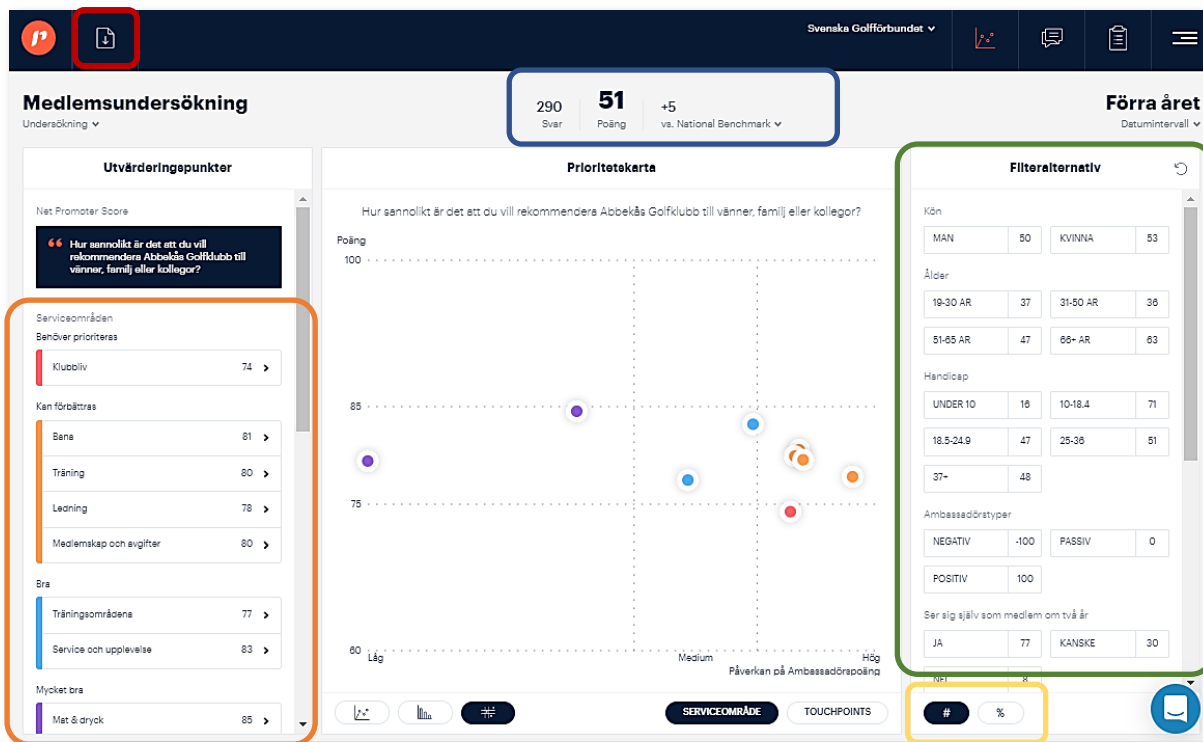 Svenska Golfförbundet
Medlemsundersökning
Undersökning
290
Svar
51
Poäng
+5
vs. National Benchmark
Förra året
Datumintervall
Utvärderingspunkter
Net Promoter Score
Hur sannolikt är det att du vill
rekommendera Abbekås Golfklubb till
vänner, familj eller kollegor?
Serviceområden
Behöver prioriteras
Klubbliv 74
Kan förbättras
Bana 81
Träning 80
Ledning 78
Medlemskap och avgifter 80
Bra
Träningsområdena 77
Service och upplevelse 83
Mycket bra
Mat & dryck 85
Prioritetskarta
Hur sannolikt är det att du vill rekommendera Abbekås Golfklubb till vänner, familj eller kollegor?
Poäng
100
85
75
60
Låg Medium Hög
Påverkan på Ambassadörspoäng
SERVICEOMRÅDE TOUCHPOINTS
Filteralternativ
Kön
MAN 50 KVINNA 53
Ålder
19-30 AR 37 31-50 AR 36
51-65 AR 47 66+ AR 63
Handicap
UNDER 10 16 10-18.4 71
18.5-24.9 47 25-36 51
37+ 48
Ambassadörstyper
NEGATIV -100 PASSIV 0
POSITIV 100
Ser sig själv som medlem om två år
JA 77 KANSKE 30
NEJ 8
# %